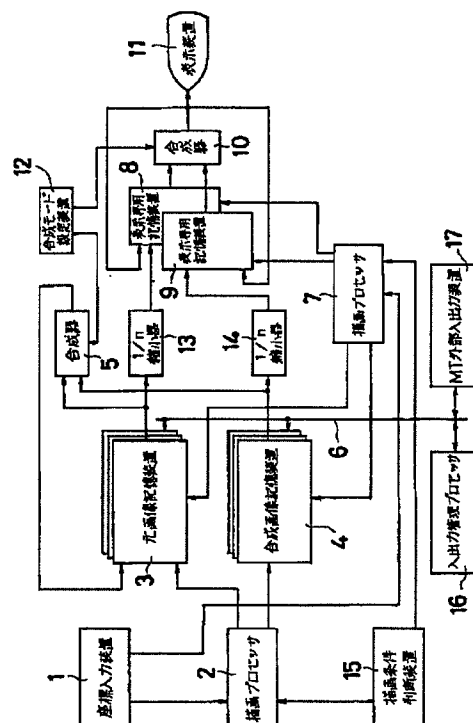 座標入力装置
1
描画プロセッサ
2
描画条件
判断装置
15
元画像記憶装置
3
合成画像記憶装置
4
合成器
5
6
1/n
縮小器
13
1/n
縮小器
14
合成モード
設定装置
12
表示専用
記憶装置
8
表示専用
記憶装置
9
合成器
10
表示装置
11
描画プロセッサ
7
入出力管理プロセッサ
16
MT外部入出力装置
17